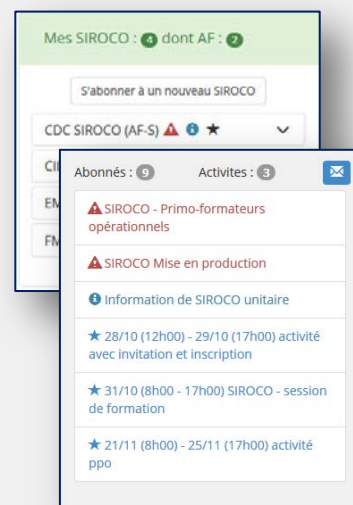 Mes SIROCO : 4 dont AF : 2
S'abonner à un nouveau SIROCO
CDC SIROCO (AF-S)
Abonnés : 9 Activites : 3
SIROCO - Primo-formateurs
opérationnels
SIROCO Mise en production
Information de SIROCO unitaire
28/10 (12h00) - 29/10 (17h00) activité
avec invitation et inscription
31/10 (8h00 - 17h00) SIROCO - session
de formation
21/11 (8h00) - 25/11 (17h00) activité
ppo